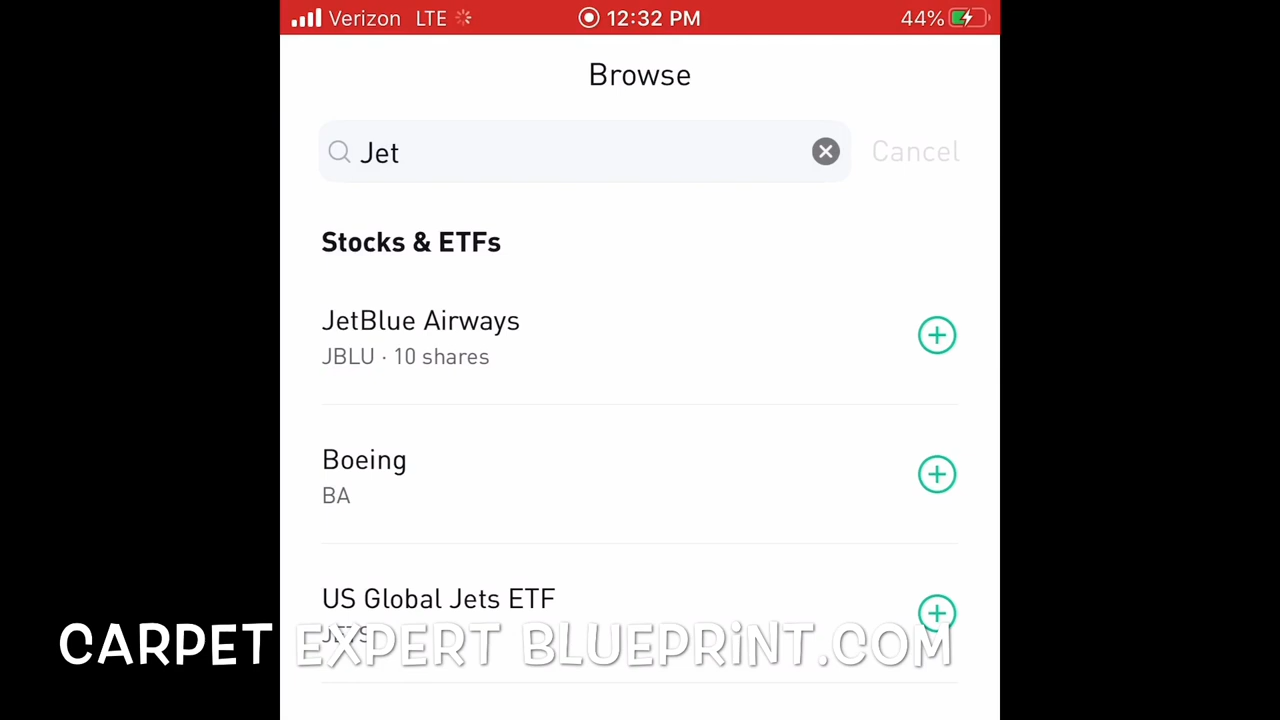 Verizon LTE 12:32 PM 44%
Browse
Jet Cancel
Stocks & ETFs
JetBlue Airways
JBLU · 10 shares
Boeing
BA
US Global Jets ETF
JETS
CARPET EXPERT BLUEPRINT.COM